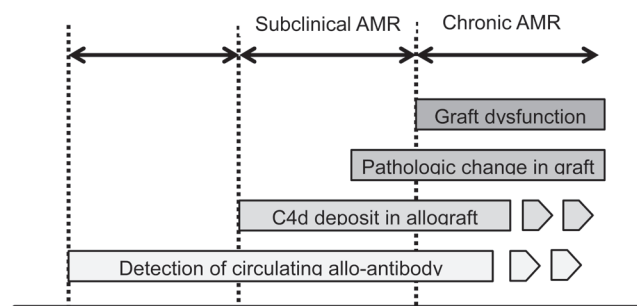 Subclinical AMR
Chronic AMR
Graft dysfunction
Pathologic change in graft
C4d deposit in allograft
Detection of circulating allo-antibody